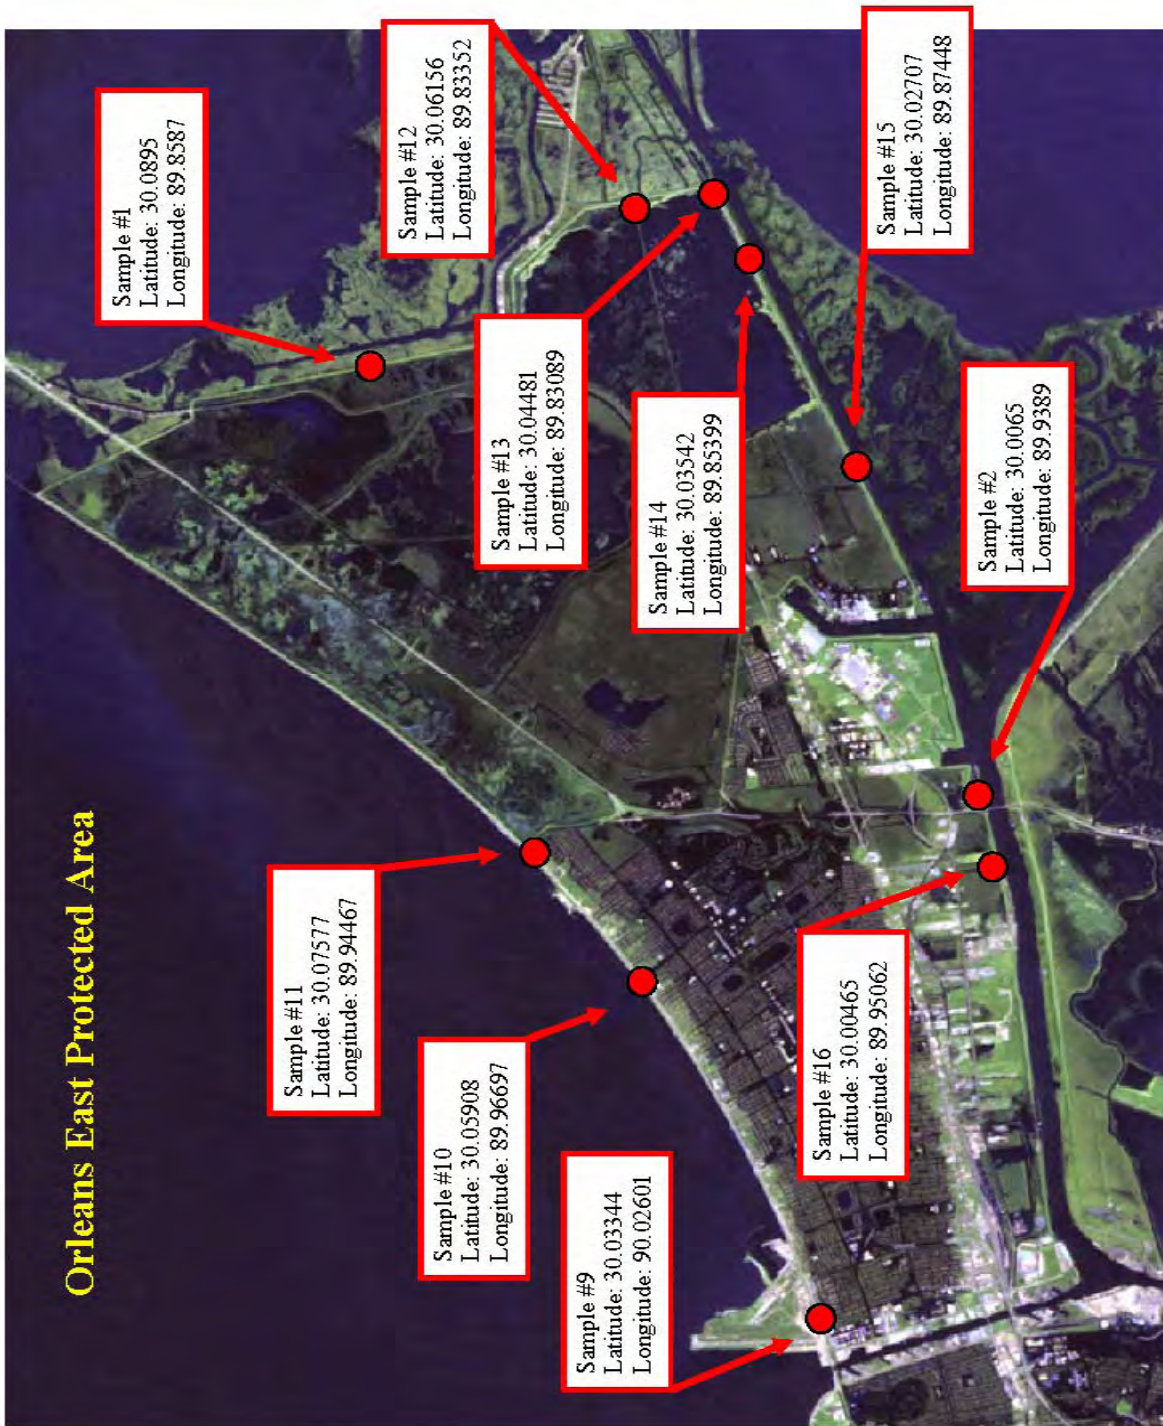 Orleans East Protected Area
Sample #9
Latitude: 30.03344
Longitude: 90.02601
Sample #10
Latitude: 30.05908
Longitude: 89.96697
Sample #11
Latitude: 30.07577
Longitude: 89.94467
Sample #16
Latitude: 30.00465
Longitude: 89.95062
Sample #2
Latitude: 30.0065
Longitude: 89.9389
Sample #14
Latitude: 30.03542
Longitude: 89.85399
Sample #13
Latitude: 30.04481
Longitude: 89.83089
Sample #1
Latitude: 30.0895
Longitude: 89.8587
Sample #12
Latitude: 30.06156
Longitude: 89.83352
Sample #15
Latitude: 30.02707
Longitude: 89.87448